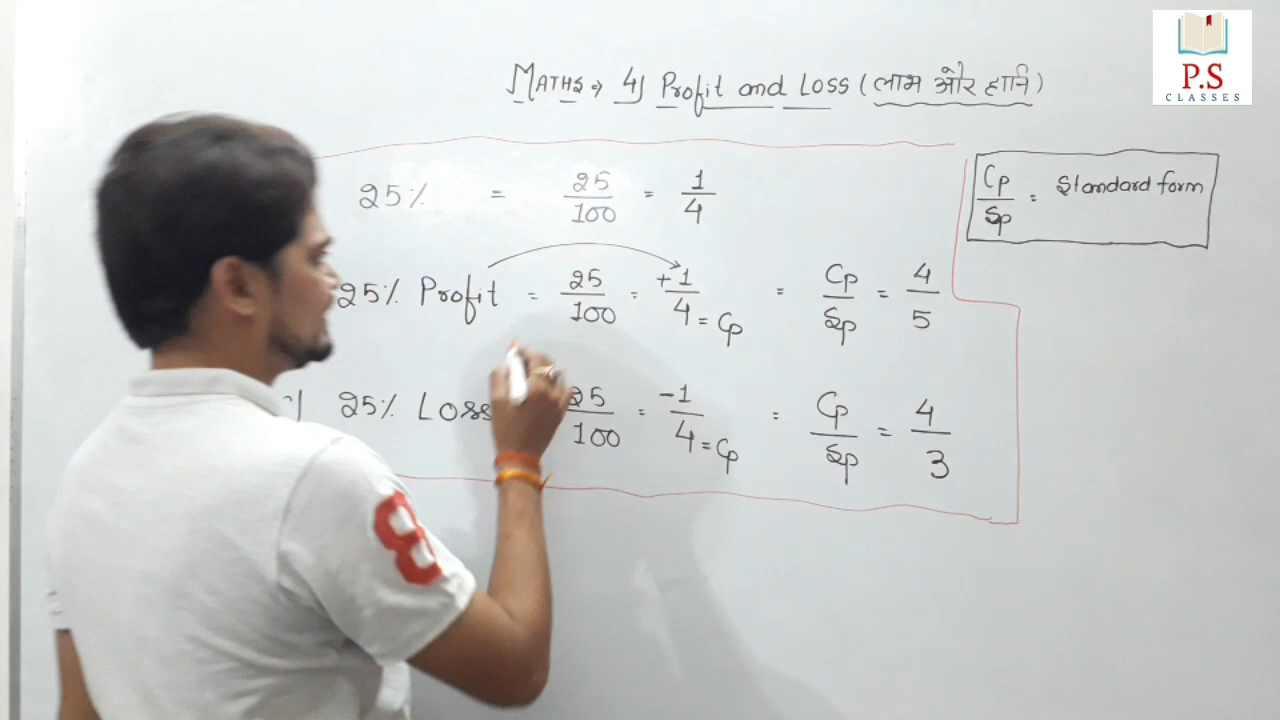 MATHS → 4) Profit and Loss (लाभ और हानि)
P.S
CLASSES
25% = 25/100 = 1/4
Cp/Sp = Standard form
25% Profit = 25/100 = +1/4 = Cp = Cp/Sp = 4/5
25% Loss 25/100 = -1/4 = Cp = Cp/Sp = 4/3
8